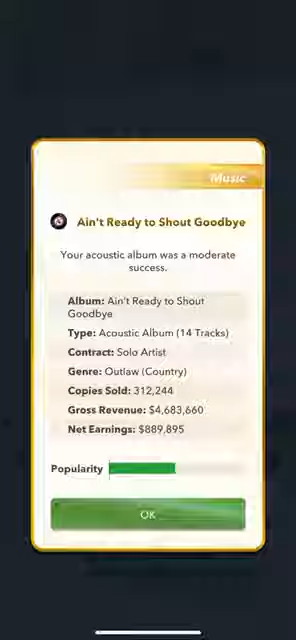 Music
Ain't Ready to Shout Goodbye
Your acoustic album was a moderate
success.
Album: Ain't Ready to Shout
Goodbye
Type: Acoustic Album (14 Tracks)
Contract: Solo Artist
Genre: Outlaw (Country)
Copies Sold: 312,244
Gross Revenue: $4,683,660
Net Earnings: $889,895
Popularity
OK